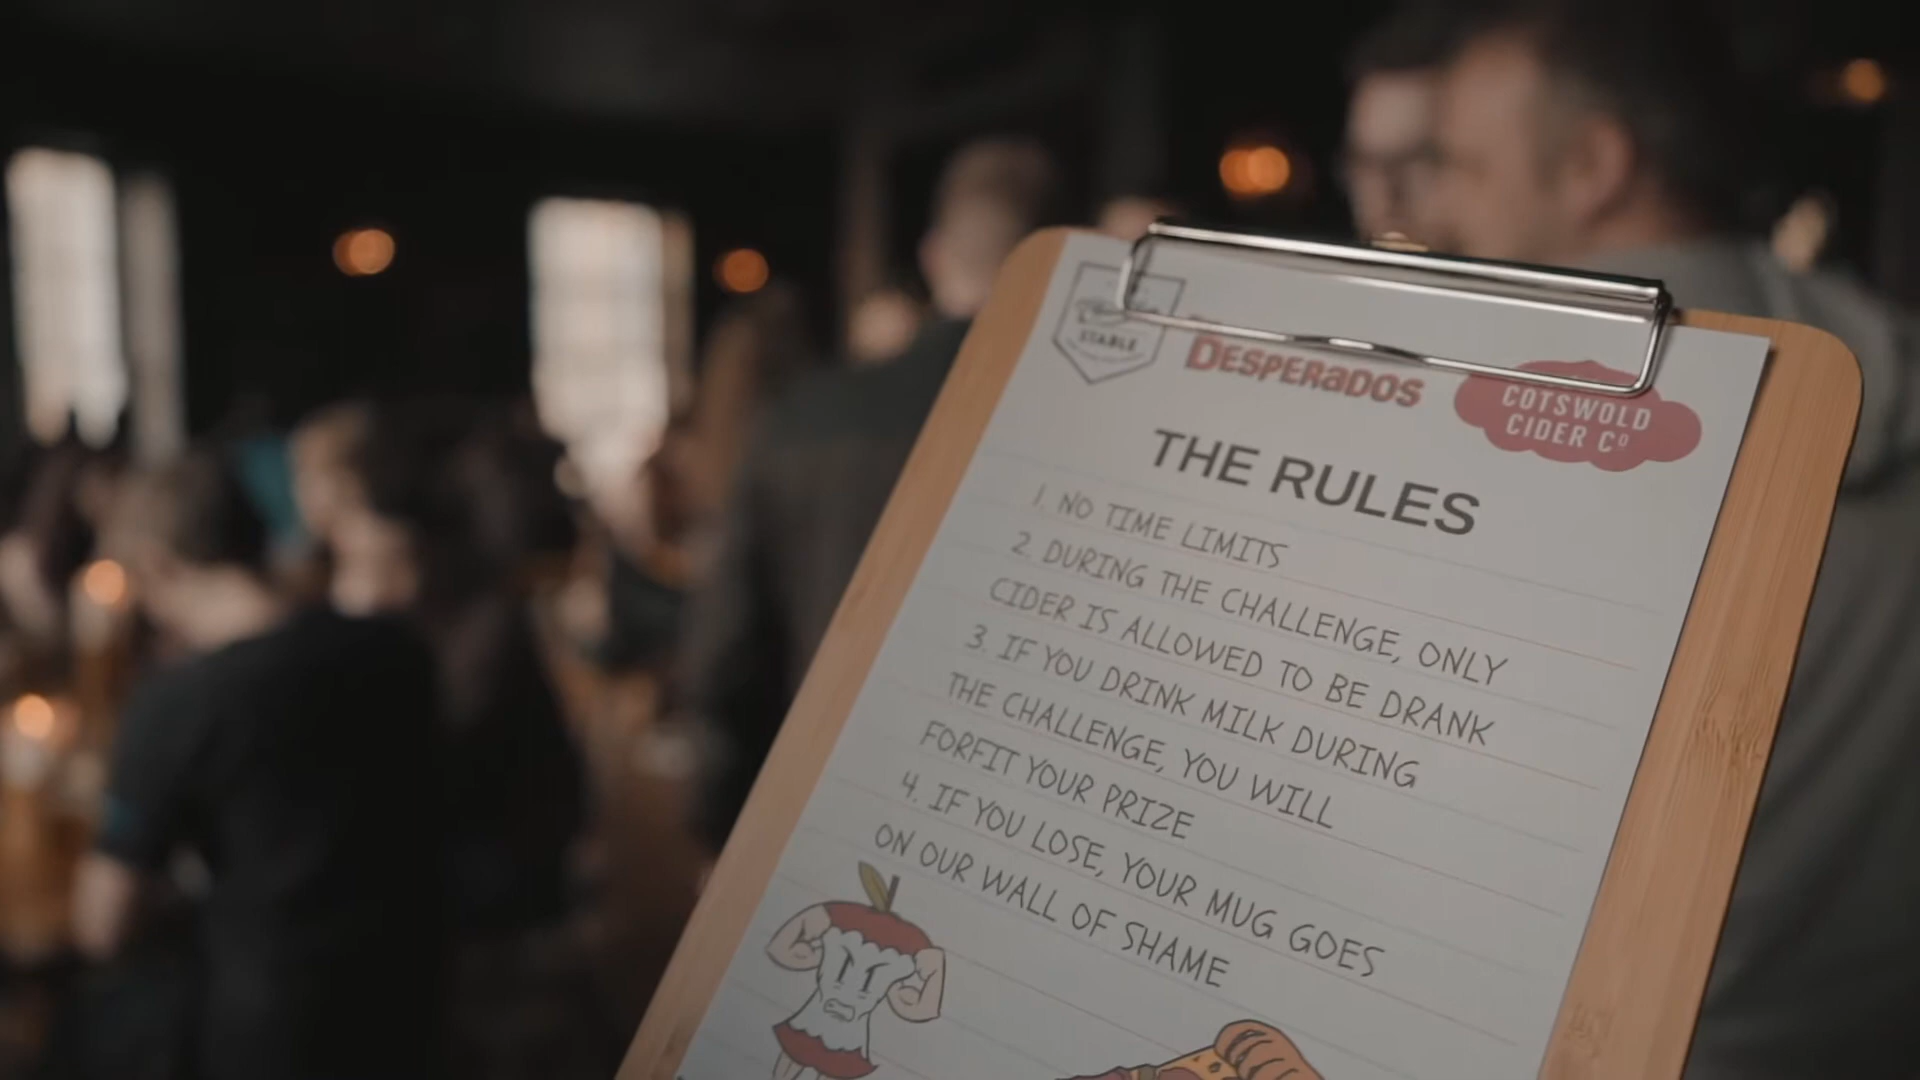 STABLE
DESPERADOS
COTSWOLD
CIDER Cº
THE RULES
1. NO TIME LIMITS
2. DURING THE CHALLENGE, ONLY
CIDER IS ALLOWED TO BE DRANK
3. IF YOU DRINK MILK DURING
THE CHALLENGE, YOU WILL
FORFIT YOUR PRIZE
4. IF YOU LOSE, YOUR MUG GOES
ON OUR WALL OF SHAME